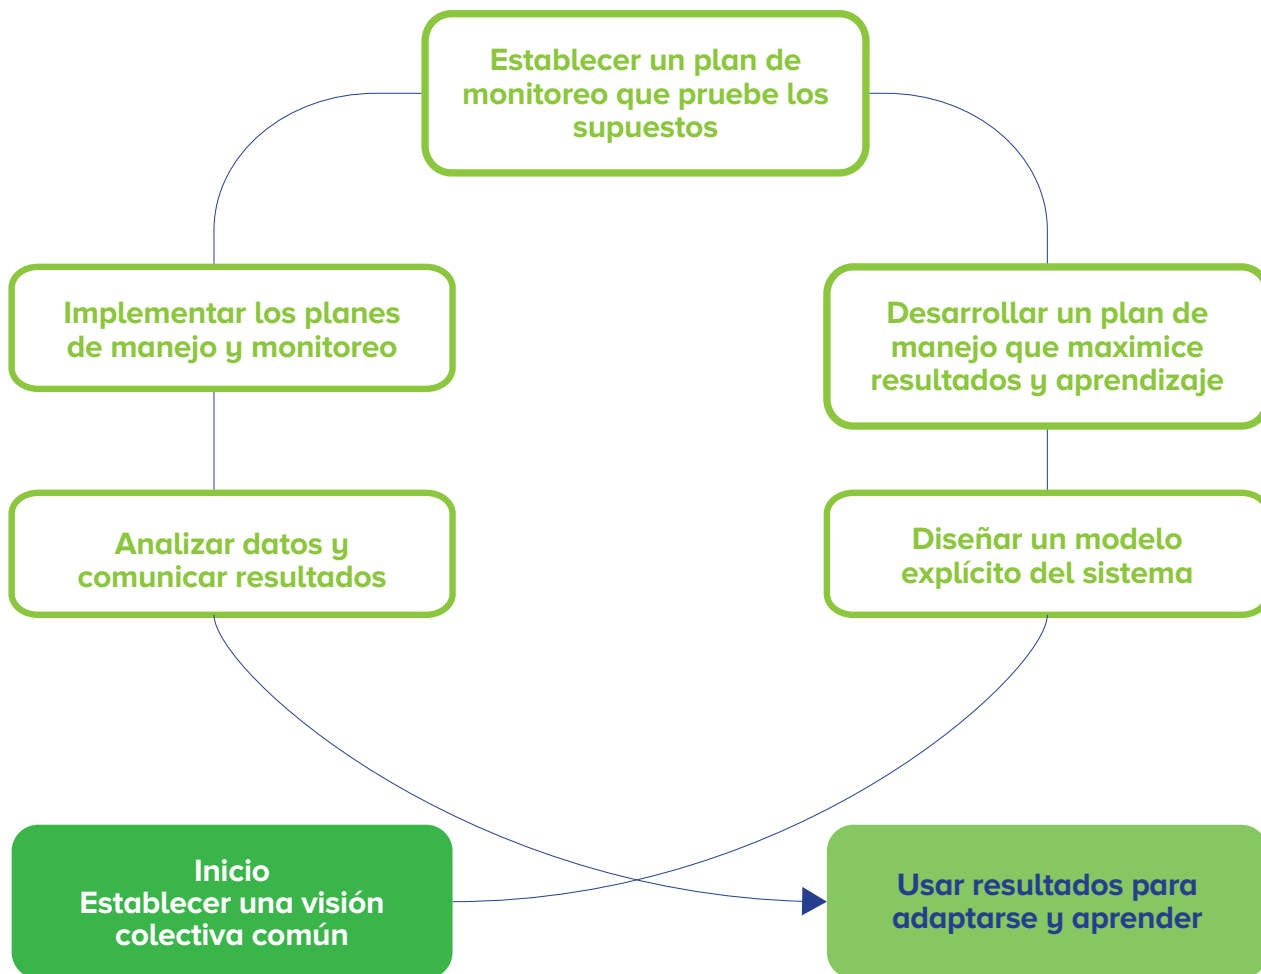 Establecer un plan de
monitoreo que pruebe los
supuestos
Implementar los planes
de manejo y monitoreo
Desarrollar un plan de
manejo que maximice
resultados y aprendizaje
Analizar datos y
comunicar resultados
Diseñar un modelo
explícito del sistema
Inicio
Establecer una visión
colectiva común
Usar resultados para
adaptarse y aprender